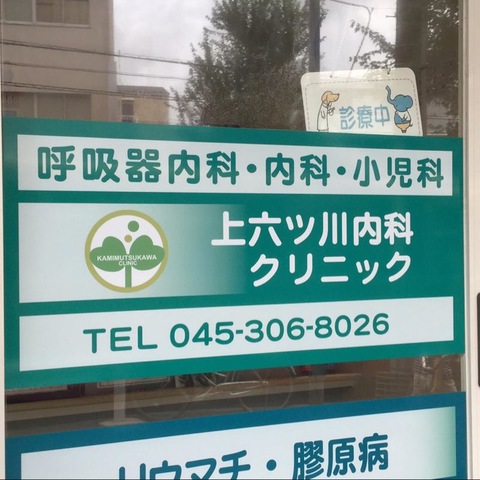 診療中
呼吸器内科・内科・小児科
KAMIMUTSUKAWA
CLINIC
上六ツ川内科
クリニック
TEL 045-306-8026
リウマチ・膠原病